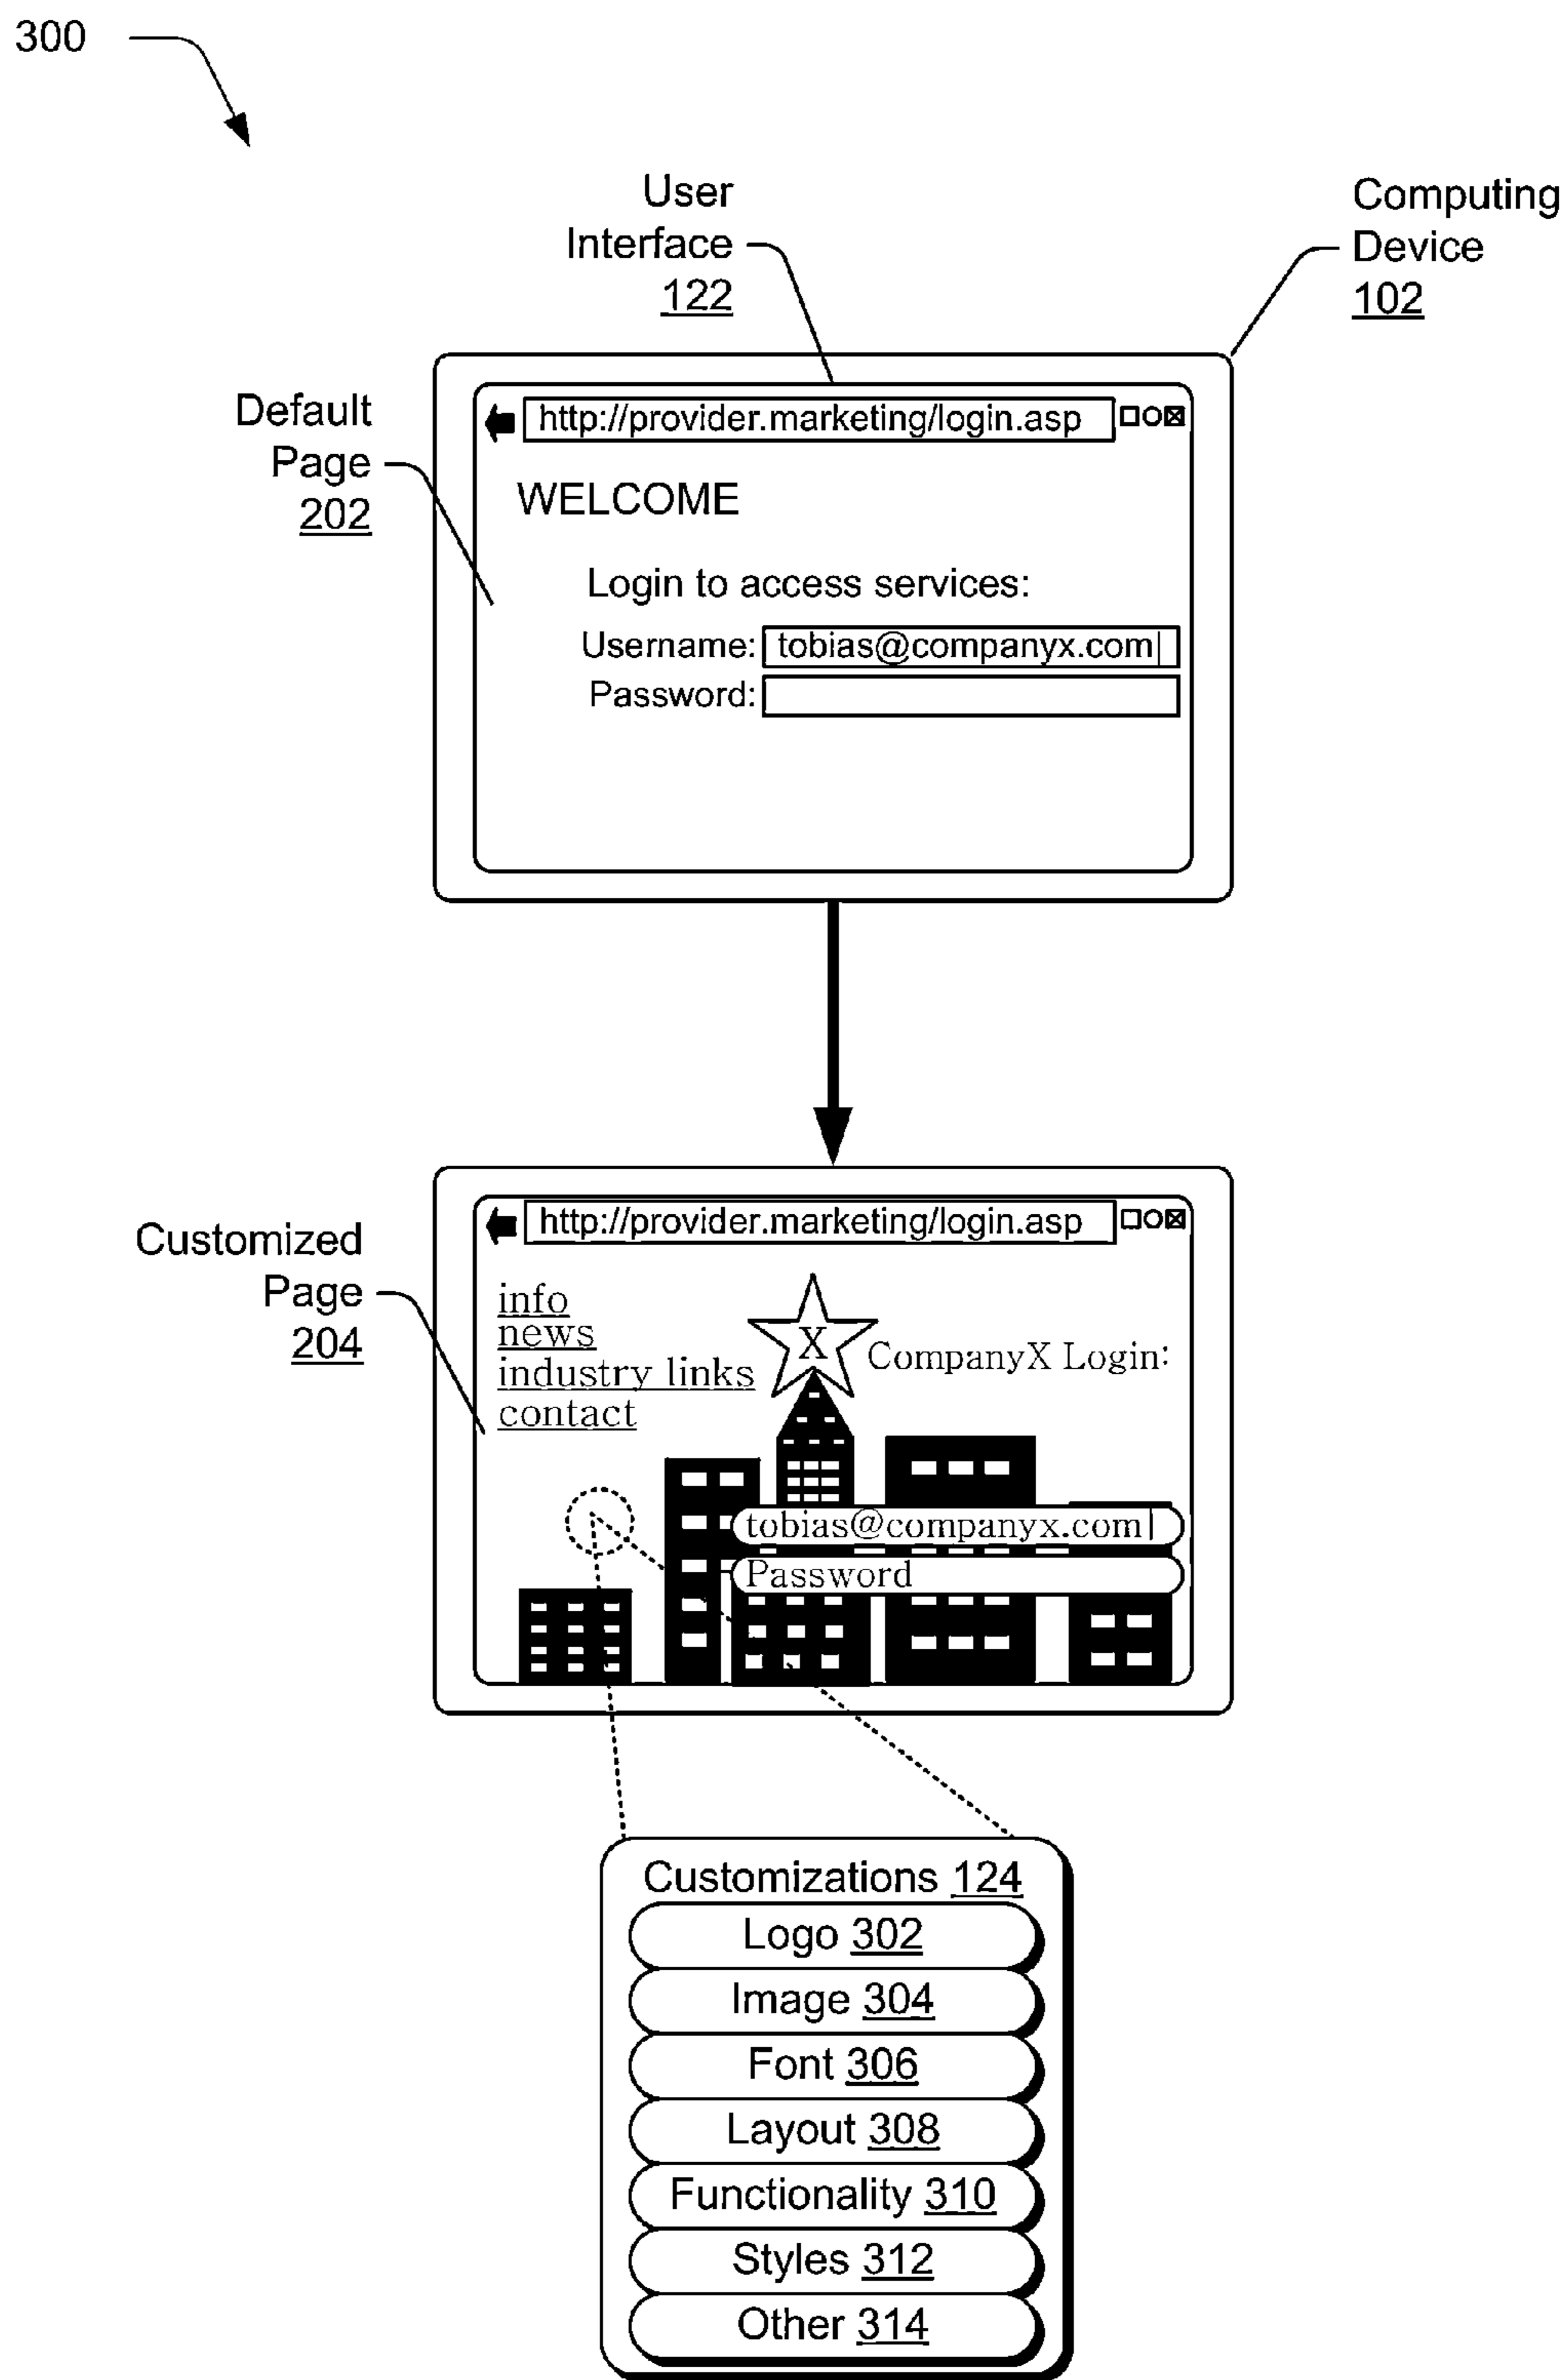 300
User
Interface
122
Computing
Device
102
Default
Page
202
http://provider.marketing/login.asp
WELCOME
Login to access services:
Username: tobias@companyx.com
Password:
Customized
Page
204
http://provider.marketing/login.asp
info
news
industry links
contact
X
CompanyX Login:
tobias@companyx.com
Password
Customizations 124
Logo 302
Image 304
Font 306
Layout 308
Functionality 310
Styles 312
Other 314